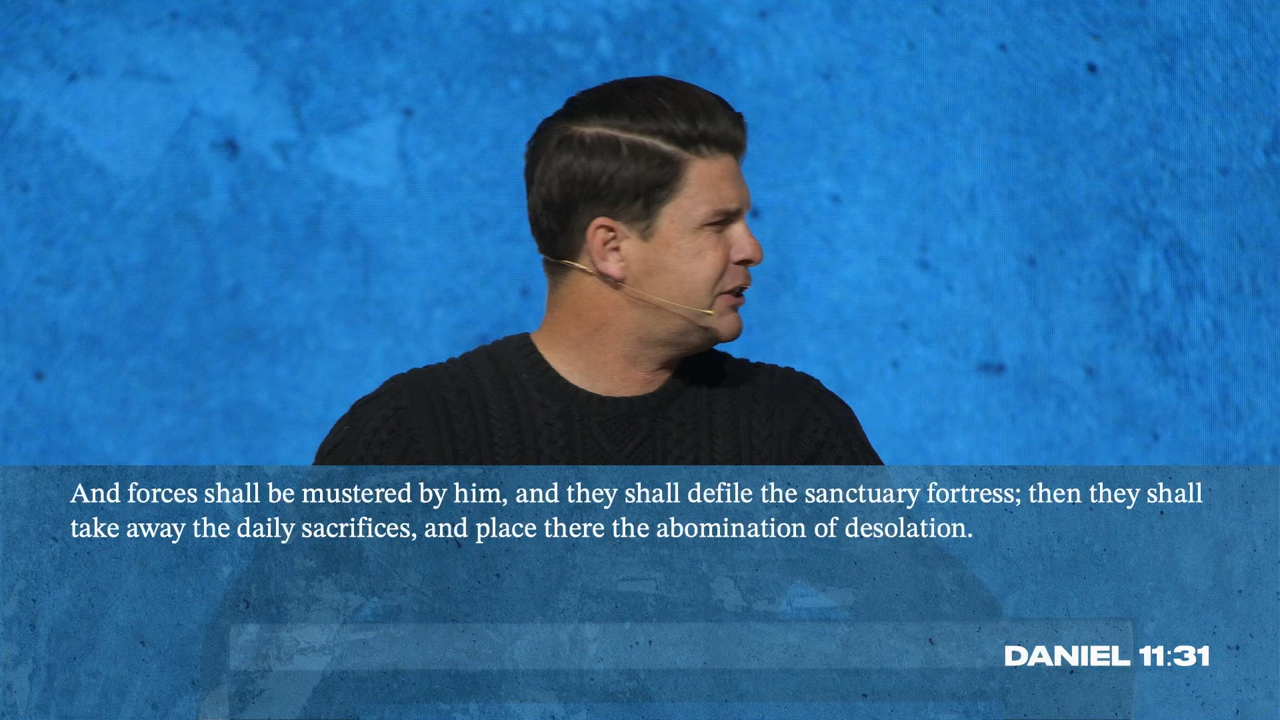 And forces shall be mustered by him, and they shall defile the sanctuary fortress; then they shall
take away the daily sacrifices, and place there the abomination of desolation.
DANIEL 11:31